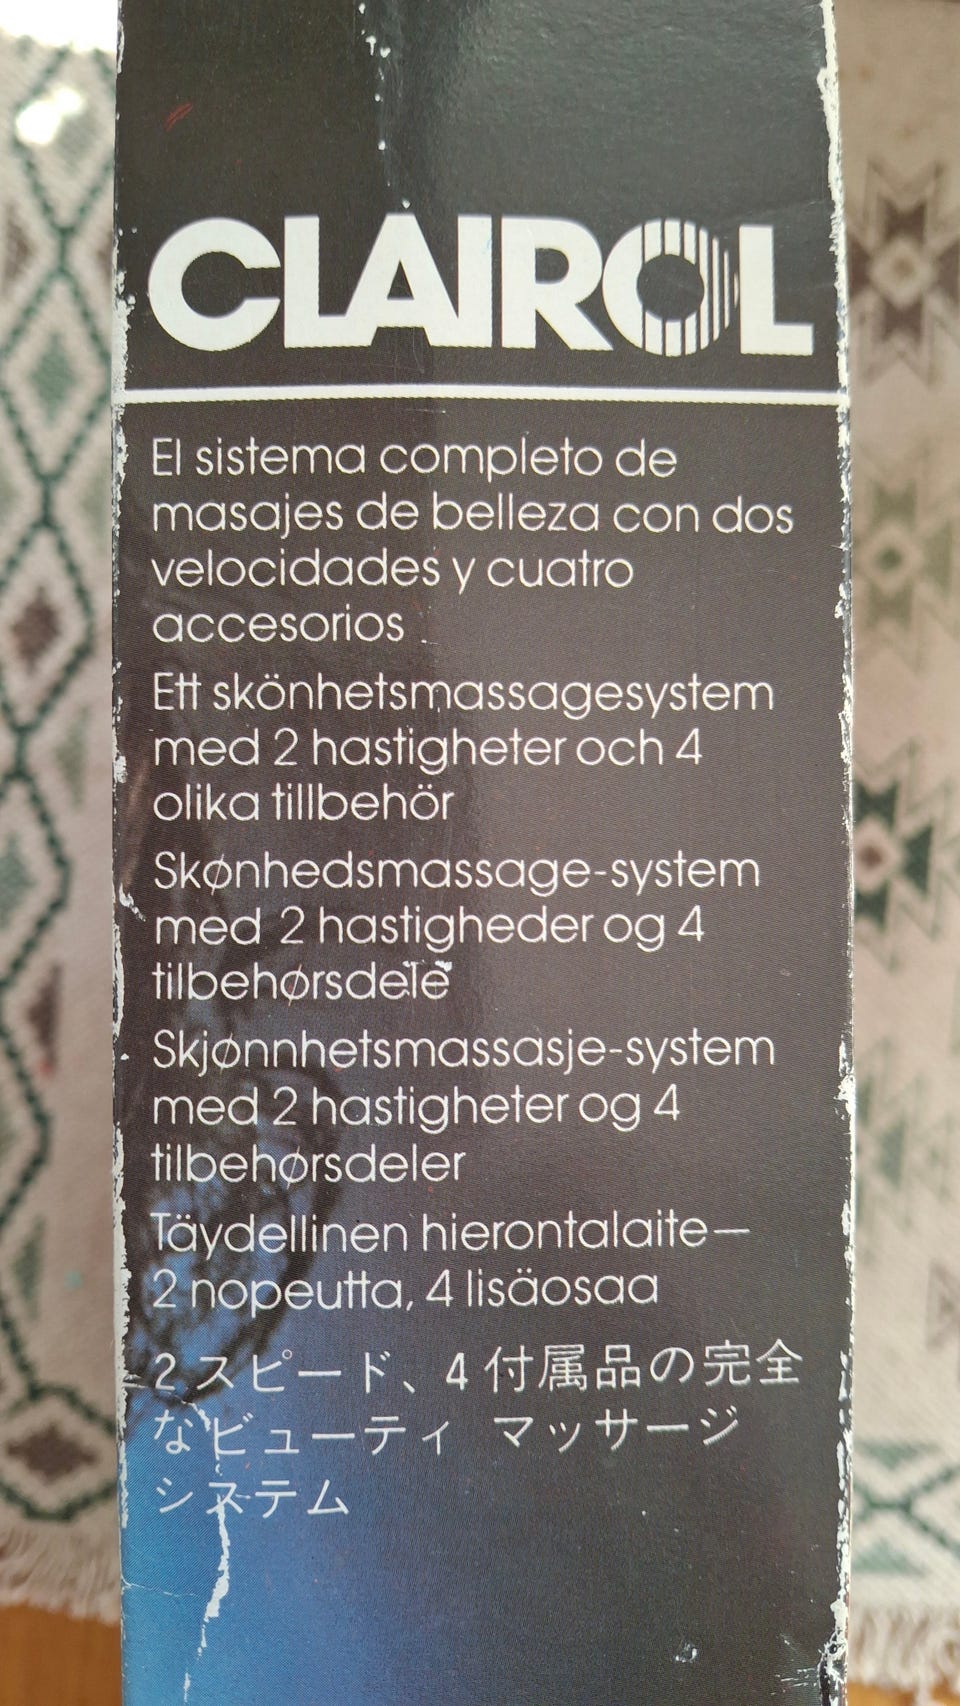 CLAIROL
El sistema completo de
masajes de belleza con dos
velocidades y cuatro
accesorios
Ett skönhetsmassagesystem
med 2 hastigheter och 4
olika tillbehör
Skønhedsmassage-system
med 2 hastigheder og 4
tilbehørsdele
Skjønnhetsmassasje-system
med 2 hastigheter og 4
tilbehørsdeler
Täydellinen hierontalaite—
2 nopeutta, 4 lisäosaa
2 スピード、4 付属品の完全
なビューティ マッサージ
システム